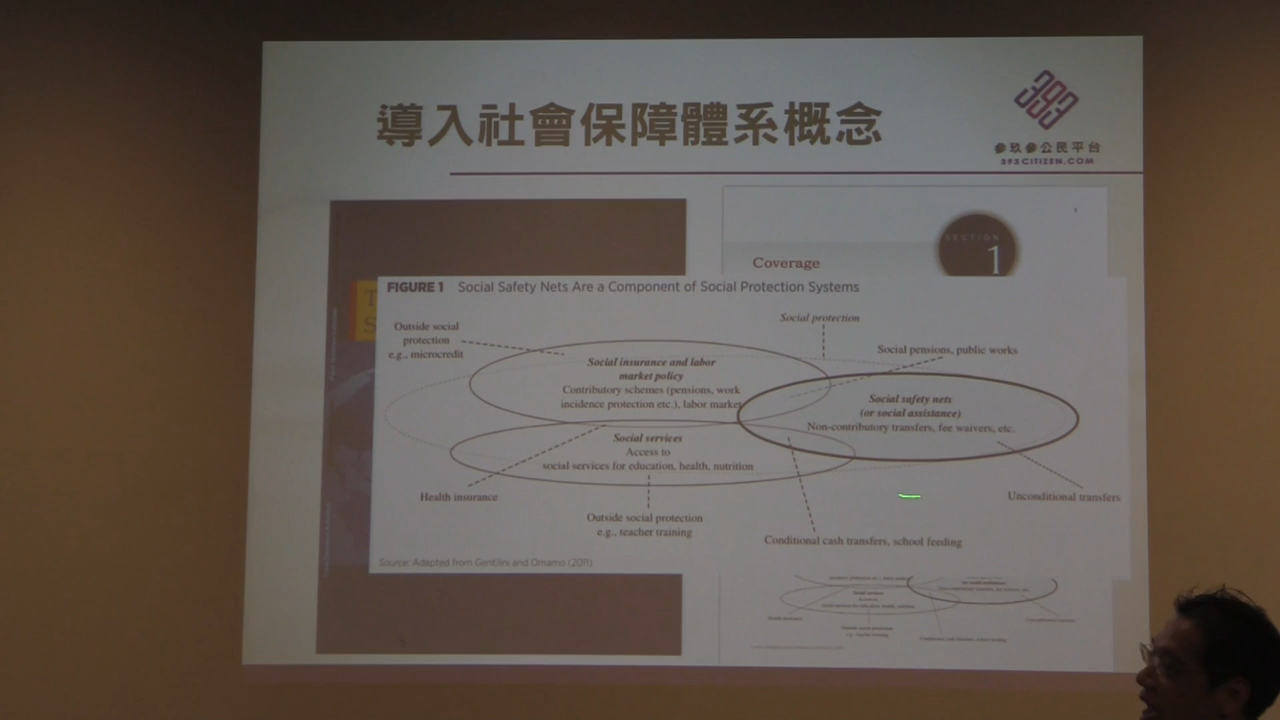 導入社會保障體系概念
393
參玖參公民平台
393CITIZEN.COM
SECTION
1
Coverage
FIGURE 1 Social Safety Nets Are a Component of Social Protection Systems
Outside social
protection
e.g., microcredit
Social protection
Social pensions, public works
Social insurance and labor
market policy
Contributory schemes (pensions, work
incidence protection etc.), labor market
Social safety nets
(or social assistance)
Non-contributory transfers, fee waivers, etc.
Social services
Access to
social services for education, health, nutrition
Health insurance
Unconditional transfers
Outside social protection
e.g., teacher training
Conditional cash transfers, school feeding
Source: Adapted from Gentilini and Omamo (2011)